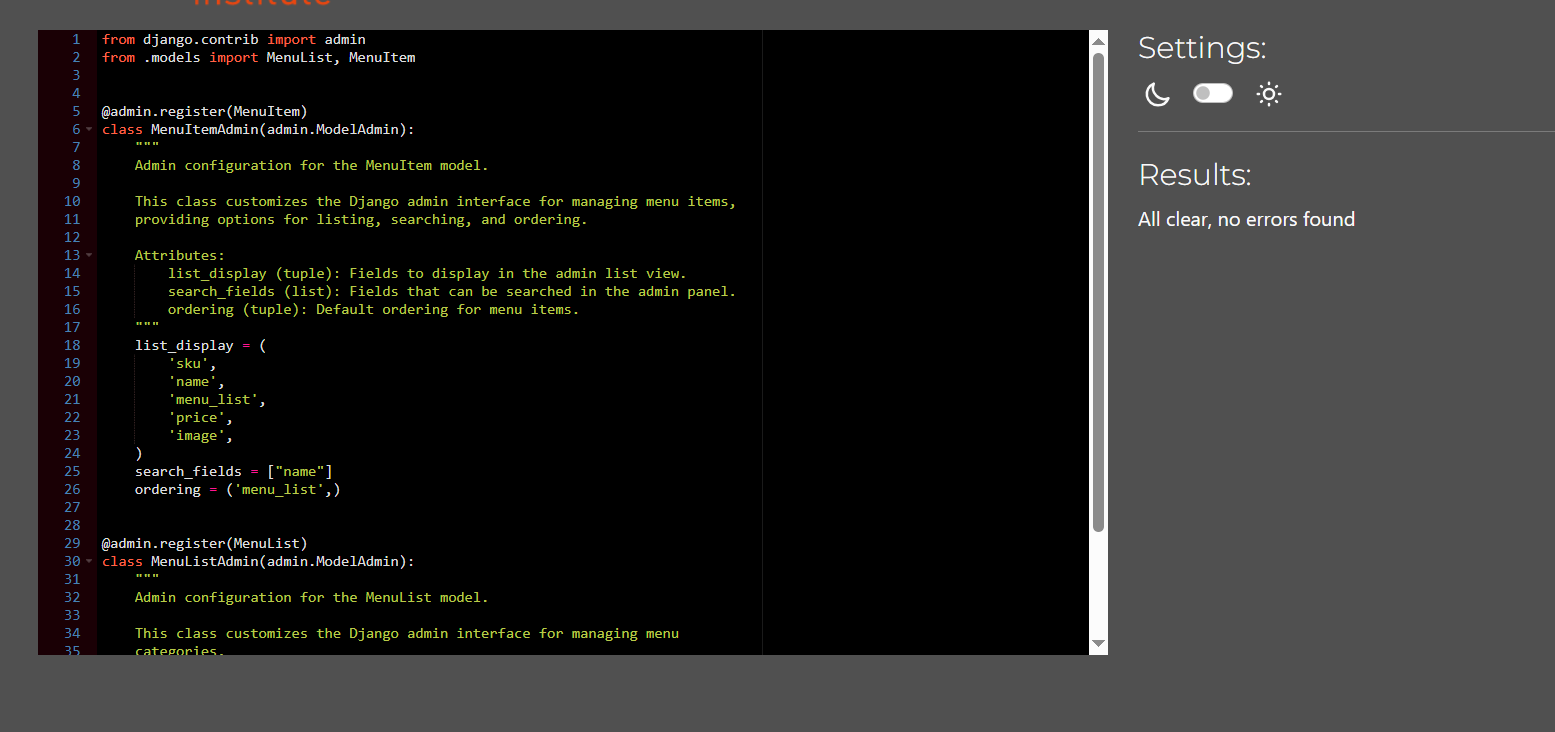 institute
1 from django.contrib import admin
2 from .models import MenuList, MenuItem
3
4
5 @admin.register(MenuItem)
6 class MenuItemAdmin(admin.ModelAdmin):
7     """
8     Admin configuration for the MenuItem model.
9
10     This class customizes the Django admin interface for managing menu items,
11     providing options for listing, searching, and ordering.
12
13     Attributes:
14         list_display (tuple): Fields to display in the admin list view.
15         search_fields (list): Fields that can be searched in the admin panel.
16         ordering (tuple): Default ordering for menu items.
17     """
18     list_display = (
19         'sku',
20         'name',
21         'menu_list',
22         'price',
23         'image',
24     )
25     search_fields = ["name"]
26     ordering = ('menu_list',)
27
28
29 @admin.register(MenuList)
30 class MenuListAdmin(admin.ModelAdmin):
31     """
32     Admin configuration for the MenuList model.
33
34     This class customizes the Django admin interface for managing menu
35     categories.
Settings:
Results:
All clear, no errors found